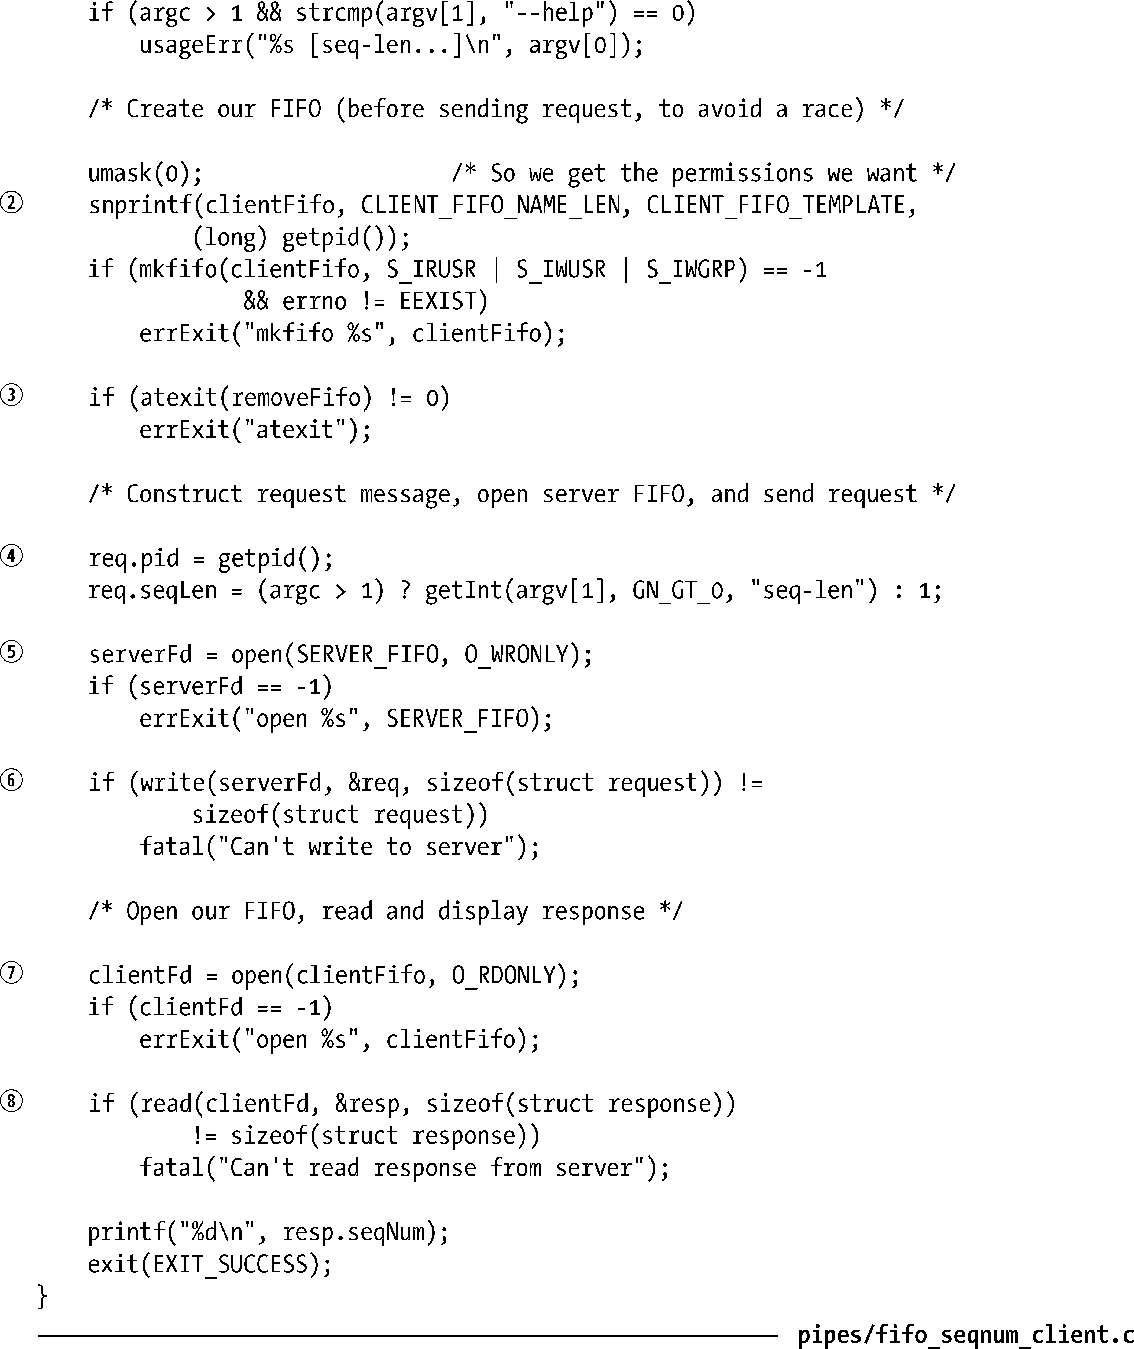 if (argc > 1 && strcmp(argv[1], "--help") == 0)
usageErr("%s [seq-len...]\n", argv[0]);
/* Create our FIFO (before sending request, to avoid a race) */
umask(0); /* So we get the permissions we want */
② snprintf(clientFifo, CLIENT_FIFO_NAME_LEN, CLIENT_FIFO_TEMPLATE,
(long) getpid());
if (mkfifo(clientFifo, S_IRUSR | S_IWUSR | S_IWGRP) == -1
&& errno != EEXIST)
errExit("mkfifo %s", clientFifo);
③ if (atexit(removeFifo) != 0)
errExit("atexit");
/* Construct request message, open server FIFO, and send request */
④ req.pid = getpid();
req.seqLen = (argc > 1) ? getInt(argv[1], GN_GT_0, "seq-len") : 1;
⑤ serverFd = open(SERVER_FIFO, O_WRONLY);
if (serverFd == -1)
errExit("open %s", SERVER_FIFO);
⑥ if (write(serverFd, &req, sizeof(struct request)) !=
sizeof(struct request))
fatal("Can't write to server");
/* Open our FIFO, read and display response */
⑦ clientFd = open(clientFifo, O_RDONLY);
if (clientFd == -1)
errExit("open %s", clientFifo);
⑧ if (read(clientFd, &resp, sizeof(struct response))
!= sizeof(struct response))
fatal("Can't read response from server");
printf("%d\n", resp.seqNum);
exit(EXIT_SUCCESS);
}
pipes/fifo_seqnum_client.c